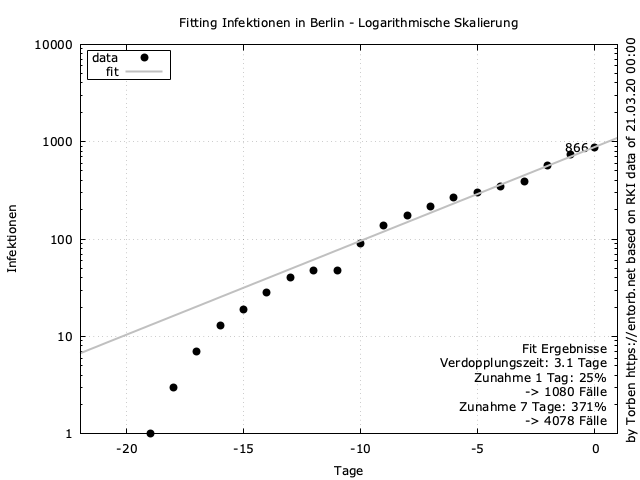 Fitting Infektionen in Berlin - Logarithmische Skalierung
data
fit
10000
1000
100
10
1
-20
-15
-10
-5
0
Infektionen
Tage
866
Fit Ergebnisse
Verdopplungszeit: 3.1 Tage
Zunahme 1 Tag: 25%
-> 1080 Fälle
Zunahme 7 Tage: 371%
-> 4078 Fälle
by Torben https://entorb.net based on RKI data of 21.03.20 00:00